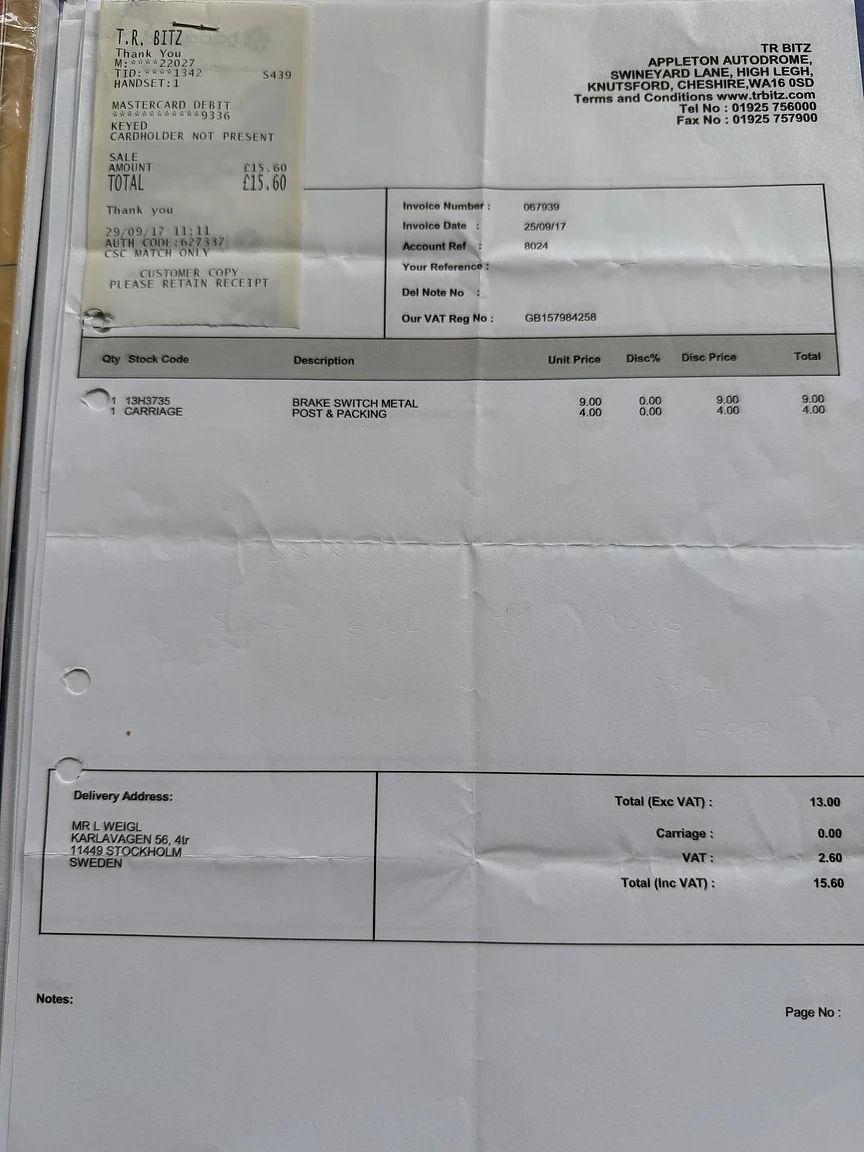 T.R. BITZ
Thank You
M:****22027
TID:****1342 S439
HANDSET:1
MASTERCARD DEBIT
************9336
KEYED
CARDHOLDER NOT PRESENT
SALE
AMOUNT £15.60
TOTAL £15.60
Thank you
29/09/17 11:11
AUTH CODE:627337
CSC MATCH ONLY
CUSTOMER COPY
PLEASE RETAIN RECEIPT
TR BITZ
APPLETON AUTODROME,
SWINEYARD LANE, HIGH LEGH,
KNUTSFORD, CHESHIRE,WA16 0SD
Terms and Conditions www.trbitz.com
Tel No : 01925 756000
Fax No : 01925 757900
Invoice Number : 067939
Invoice Date : 25/09/17
Account Ref : 8024
Your Reference :
Del Note No :
Our VAT Reg No : GB157984258
Qty Stock Code Description Unit Price Disc% Disc Price Total
1 13H3735 BRAKE SWITCH METAL 9.00 0.00 9.00 9.00
1 CARRIAGE POST & PACKING 4.00 0.00 4.00 4.00
Delivery Address:
MR L WEIGL
KARLAVAGEN 56, 4tr
11449 STOCKHOLM
SWEDEN
Total (Exc VAT) : 13.00
Carriage : 0.00
VAT : 2.60
Total (Inc VAT) : 15.60
Notes:
Page No :